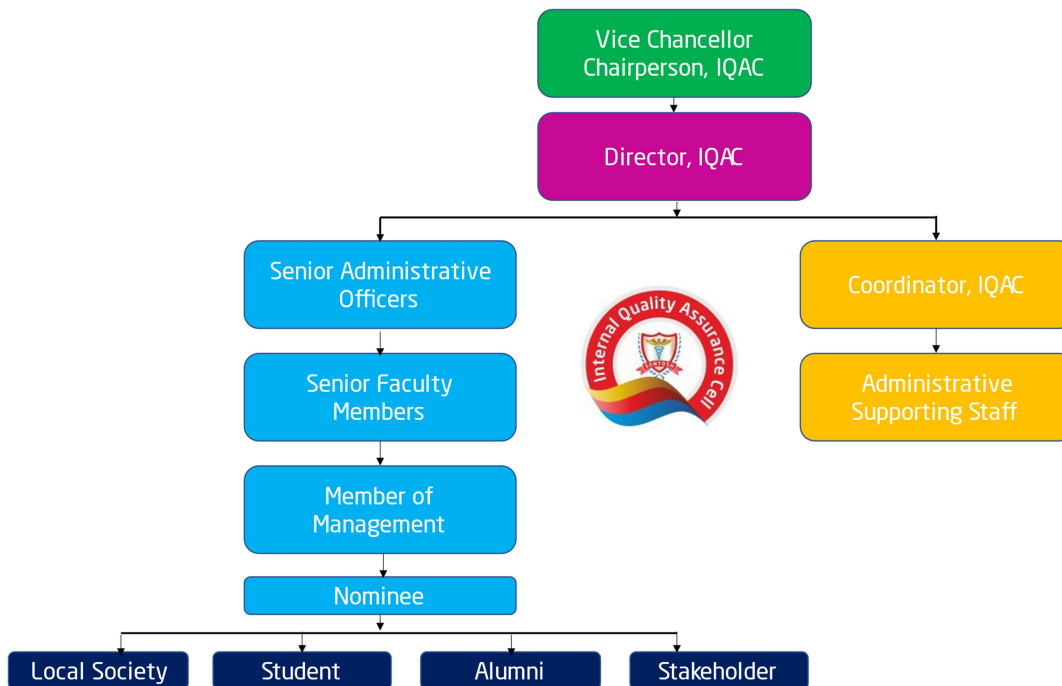 Vice Chancellor
Chairperson, IQAC
Director, IQAC
Senior Administrative
Officers
Coordinator, IQAC
Internal Quality Assurance Cell
SANTOSH
Senior Faculty
Members
Administrative
Supporting Staff
Member of
Management
Nominee
Local Society
Student
Alumni
Stakeholder